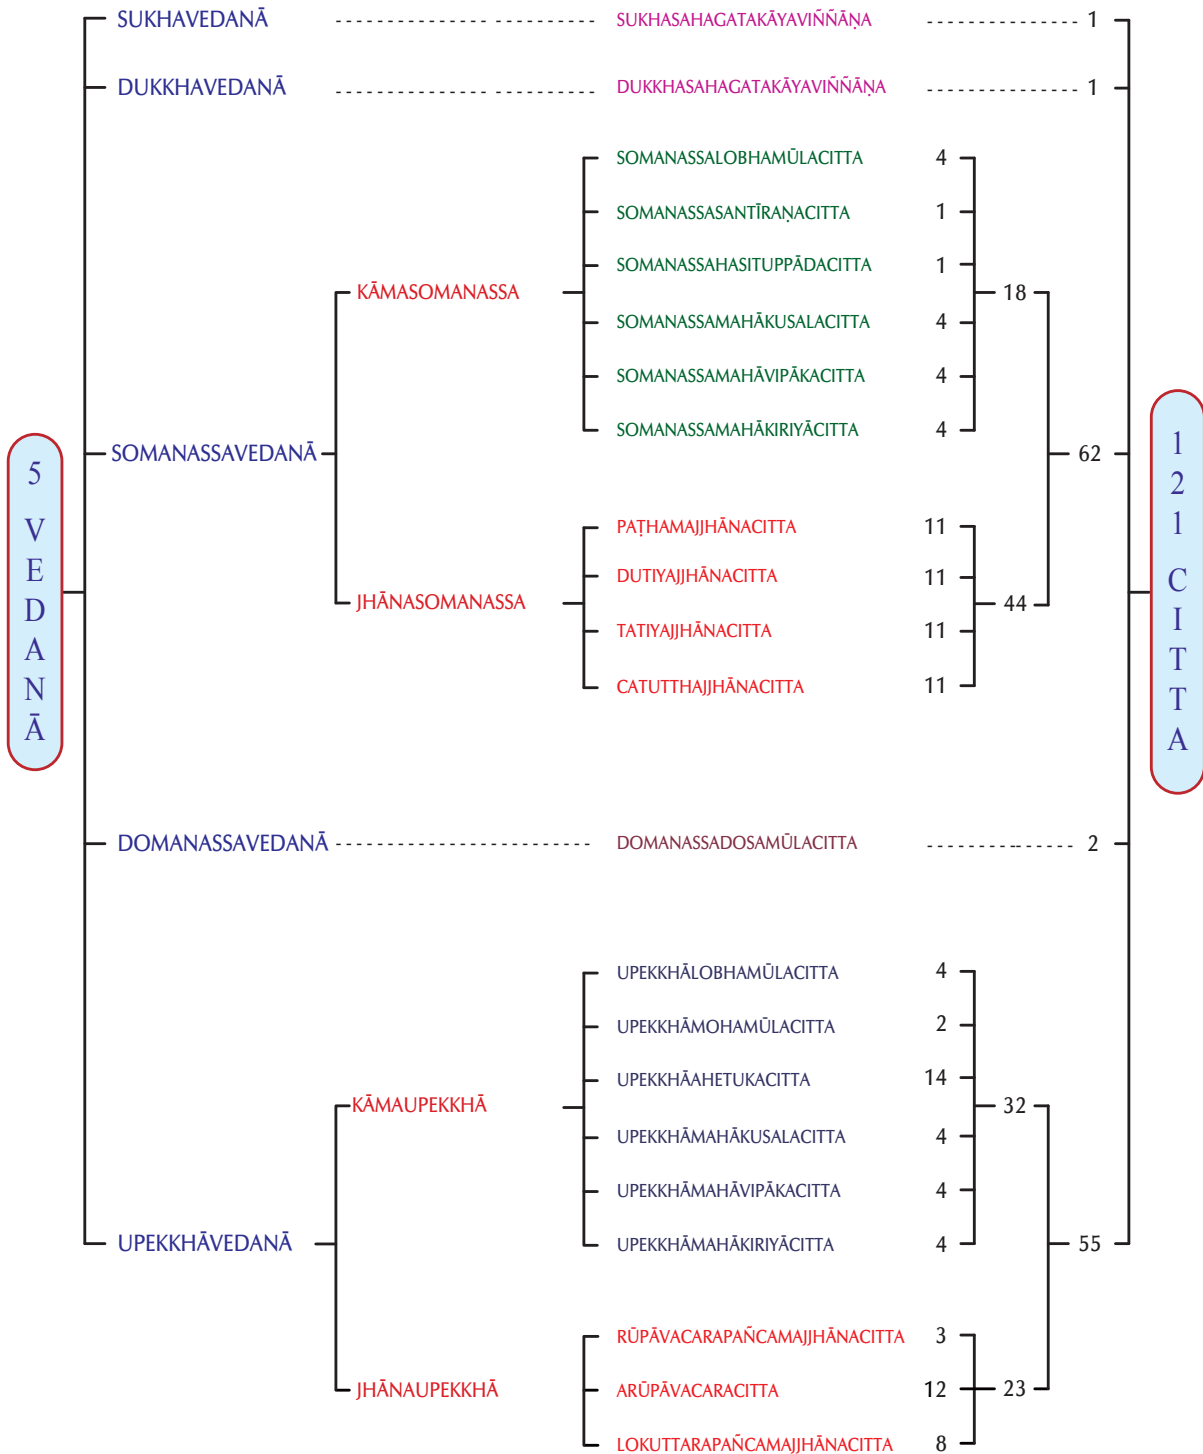 5 VEDANĀ
SUKHAVEDANĀ SUKHASAHAGATAKĀYAVIÑÑĀṆA 1
DUKKHAVEDANĀ DUKKHASAHAGATAKĀYAVIÑÑĀṆA 1
SOMANASSAVEDANĀ
KĀMASOMANASSA
SOMANASSALOBHAMŪLACITTA 4
SOMANASSASANTĪRAṆACITTA 1
SOMANASSAHASITUPPĀDACITTA 1
SOMANASSAMAHĀKUSALACITTA 4
SOMANASSAMAHĀVIPĀKACITTA 4
SOMANASSAMAHĀKIRIYĀCITTA 4
18
JHĀNASOMANASSA
PAṬHAMAJJHĀNACITTA 11
DUTIYAJJHĀNACITTA 11
TATIYAJJHĀNACITTA 11
CATUTTHAJJHĀNACITTA 11
44
62
DOMANASSAVEDANĀ DOMANASSADOSAMŪLACITTA 2
UPEKKHĀVEDANĀ
KĀMAUPEKKHĀ
UPEKKHĀLOBHAMŪLACITTA 4
UPEKKHĀMOHAMŪLACITTA 2
UPEKKHĀAHETUKACITTA 14
UPEKKHĀMAHĀKUSALACITTA 4
UPEKKHĀMAHĀVIPĀKACITTA 4
UPEKKHĀMAHĀKIRIYĀCITTA 4
32
JHĀNAUPEKKHĀ
RŪPĀVACARAPAÑCAMAJJHĀNACITTA 3
ARŪPĀVACARACITTA 12
LOKUTTARAPAÑCAMAJJHĀNACITTA 8
23
55
121 CITTA